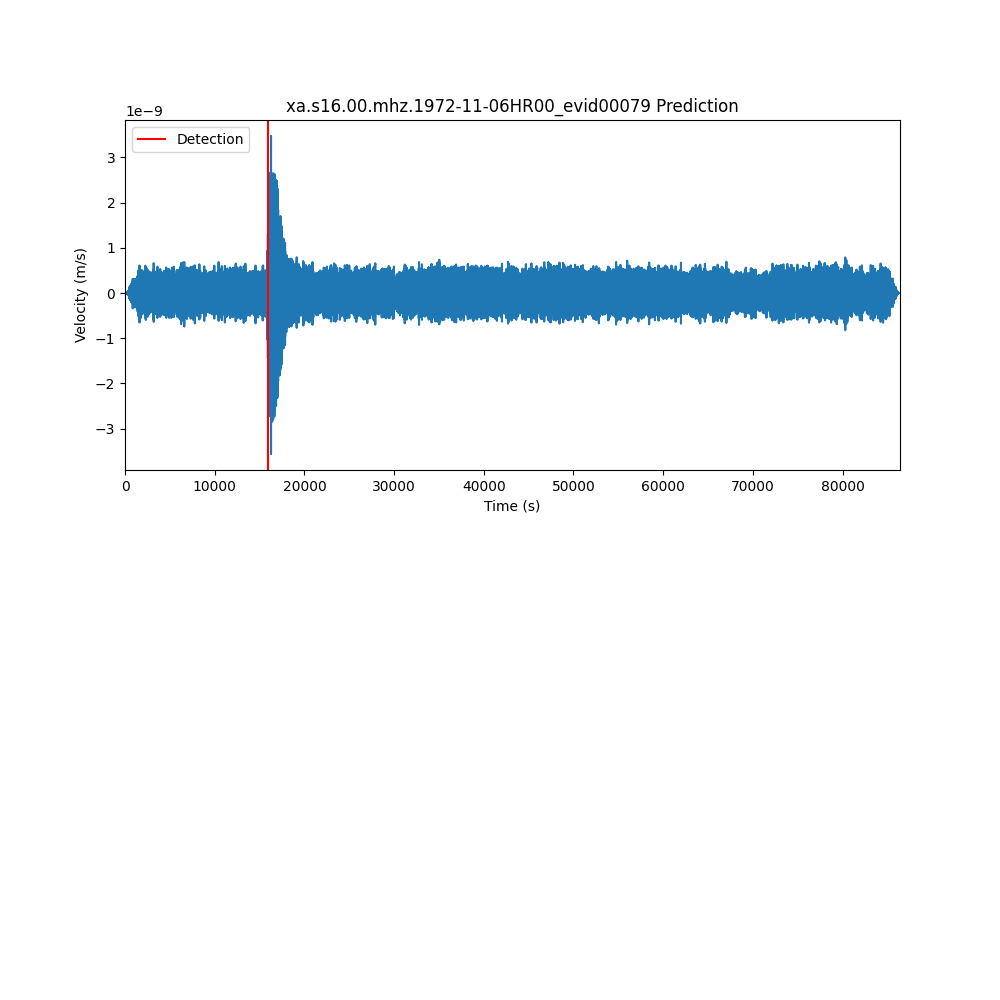 xa.s16.00.mhz.1972-11-06HR00_evid00079 Prediction
1e−9
Detection
3
2
1
0
−1
−2
−3
Velocity (m/s)
0 10000 20000 30000 40000 50000 60000 70000 80000
Time (s)